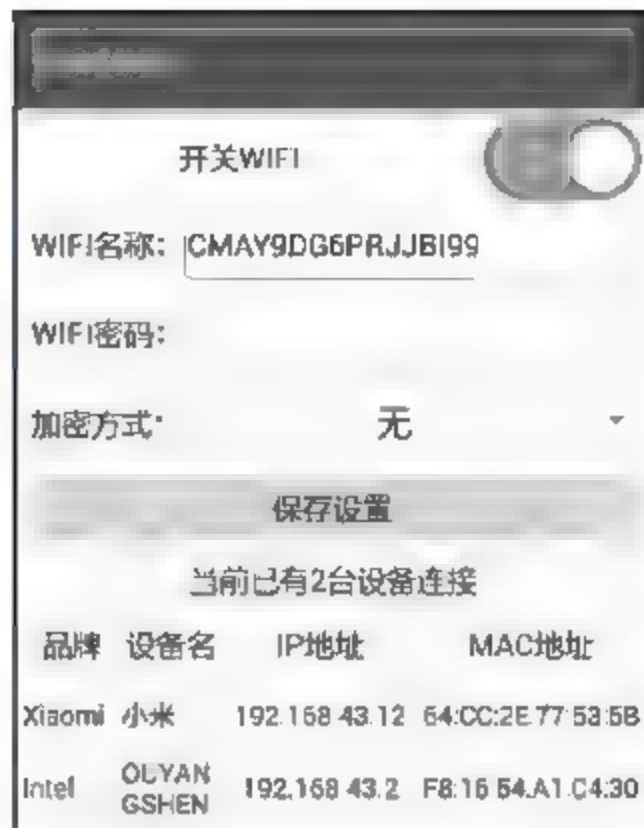 开关WIFI
WIFI名称: CMAY9DG6PRJJBI99
WIFI密码:
加密方式: 无
保存设置
当前已有2台设备连接
品牌 设备名 IP地址 MAC地址
Xiaomi 小米 192.168.43.12 64:CC:2E:77:53:5B
Intel OUYANGSHEN 192.168.43.2 F8:16:54:A1:C4:30